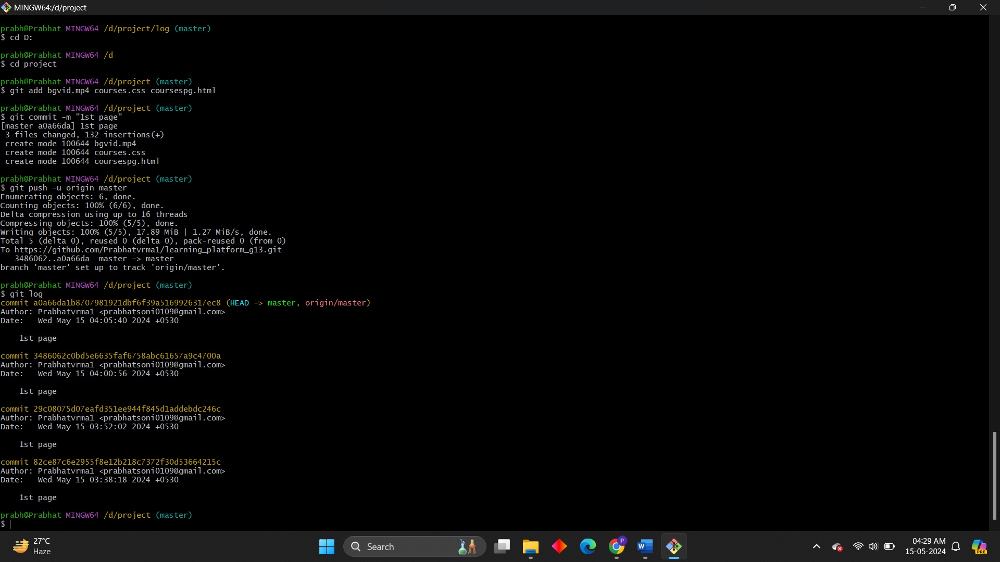 MINGW64:/d/project
prabh@Prabhat MINGW64 /d/project/log (master)
$ cd D:
prabh@Prabhat MINGW64 /d
$ cd project
prabh@Prabhat MINGW64 /d/project (master)
$ git add bgvid.mp4 courses.css coursespg.html
prabh@Prabhat MINGW64 /d/project (master)
$ git commit -m "1st page"
[master a0a66da] 1st page
 3 files changed, 132 insertions(+)
 create mode 100644 bgvid.mp4
 create mode 100644 courses.css
 create mode 100644 coursespg.html
prabh@Prabhat MINGW64 /d/project (master)
$ git push -u origin master
Enumerating objects: 6, done.
Counting objects: 100% (6/6), done.
Delta compression using up to 16 threads
Compressing objects: 100% (5/5), done.
Writing objects: 100% (5/5), 17.89 MiB | 1.27 MiB/s, done.
Total 5 (delta 0), reused 0 (delta 0), pack-reused 0 (from 0)
To https://github.com/Prabhatvrma1/learning_platform_g13.git
   3486062..a0a66da  master -> master
branch 'master' set up to track 'origin/master'.
prabh@Prabhat MINGW64 /d/project (master)
$ git log
commit a0a66da1b8707981921dbf6f39a5169926317ec8 (HEAD -> master, origin/master)
Author: Prabhatvrma1 <prabhatsoni0109@gmail.com>
Date:   Wed May 15 04:05:40 2024 +0530
    1st page
commit 3486062c0bd5e6635faf6758abc61657a9c4700a
Author: Prabhatvrma1 <prabhatsoni0109@gmail.com>
Date:   Wed May 15 04:00:56 2024 +0530
    1st page
commit 29c08075d07eafd351ee944f845d1addebdc246c
Author: Prabhatvrma1 <prabhatsoni0109@gmail.com>
Date:   Wed May 15 03:52:02 2024 +0530
    1st page
commit 82ce87c6e2955f8e12b218c7372f30d53664215c
Author: Prabhatvrma1 <prabhatsoni0109@gmail.com>
Date:   Wed May 15 03:38:18 2024 +0530
    1st page
prabh@Prabhat MINGW64 /d/project (master)
$
27°C
Haze
Search
P
W
04:29 AM
15-05-2024
PRE